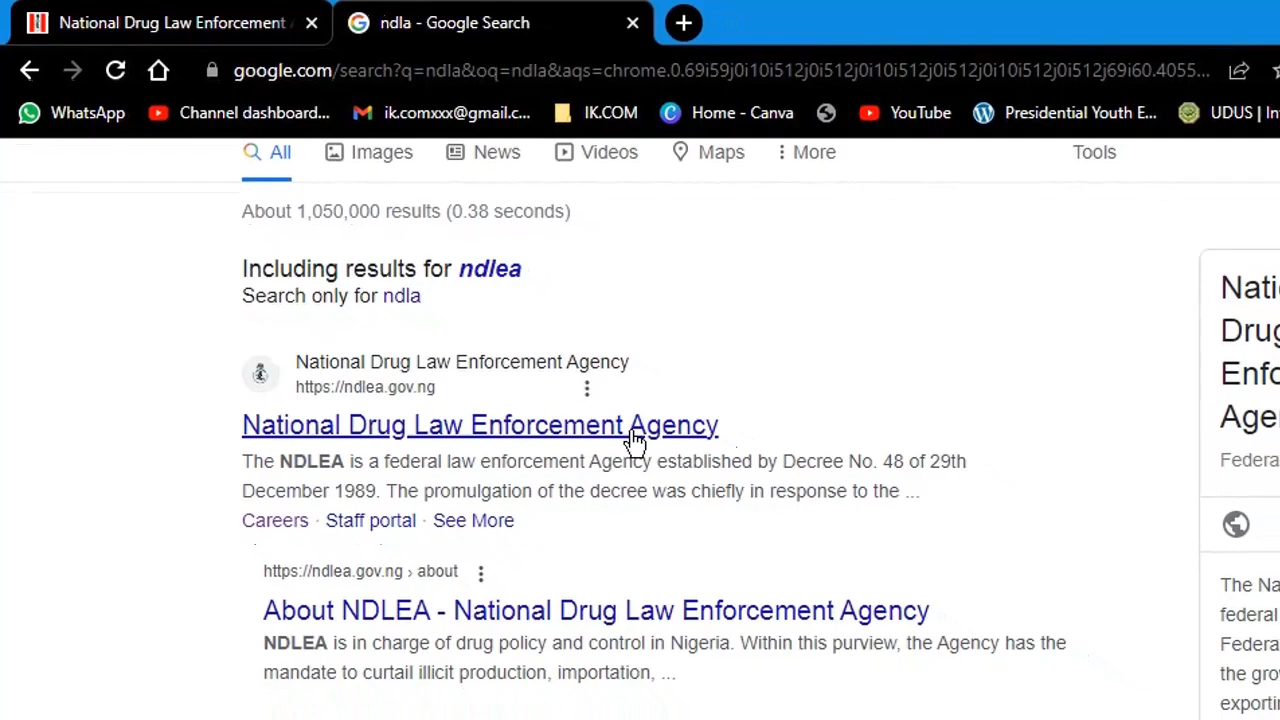 National Drug Law Enforcement
ndla - Google Search
google.com/search?q=ndla&oq=ndla&aqs=chrome.0.69i59j0i10i512j0i512j0i10i512j0i512j0i512j0i10i512j0i512j69i60.4055...
WhatsApp
Channel dashboard...
ik.comxxx@gmail.c...
IK.COM
Home - Canva
YouTube
Presidential Youth E...
UDUS |
All
Images
News
Videos
Maps
More
Tools
About 1,050,000 results (0.38 seconds)
Including results for ndlea
Search only for ndla
National Drug Law Enforcement Agency
https://ndlea.gov.ng
National Drug Law Enforcement Agency
The NDLEA is a federal law enforcement Agency established by Decree No. 48 of 29th
December 1989. The promulgation of the decree was chiefly in response to the ...
Careers · Staff portal · See More
https://ndlea.gov.ng › about
About NDLEA - National Drug Law Enforcement Agency
NDLEA is in charge of drug policy and control in Nigeria. Within this purview, the Agency has the
mandate to curtail illicit production, importation, ...
Nati
Drug
Enfo
Age
Federa
The Na
federal
Federa
the gro
exporti